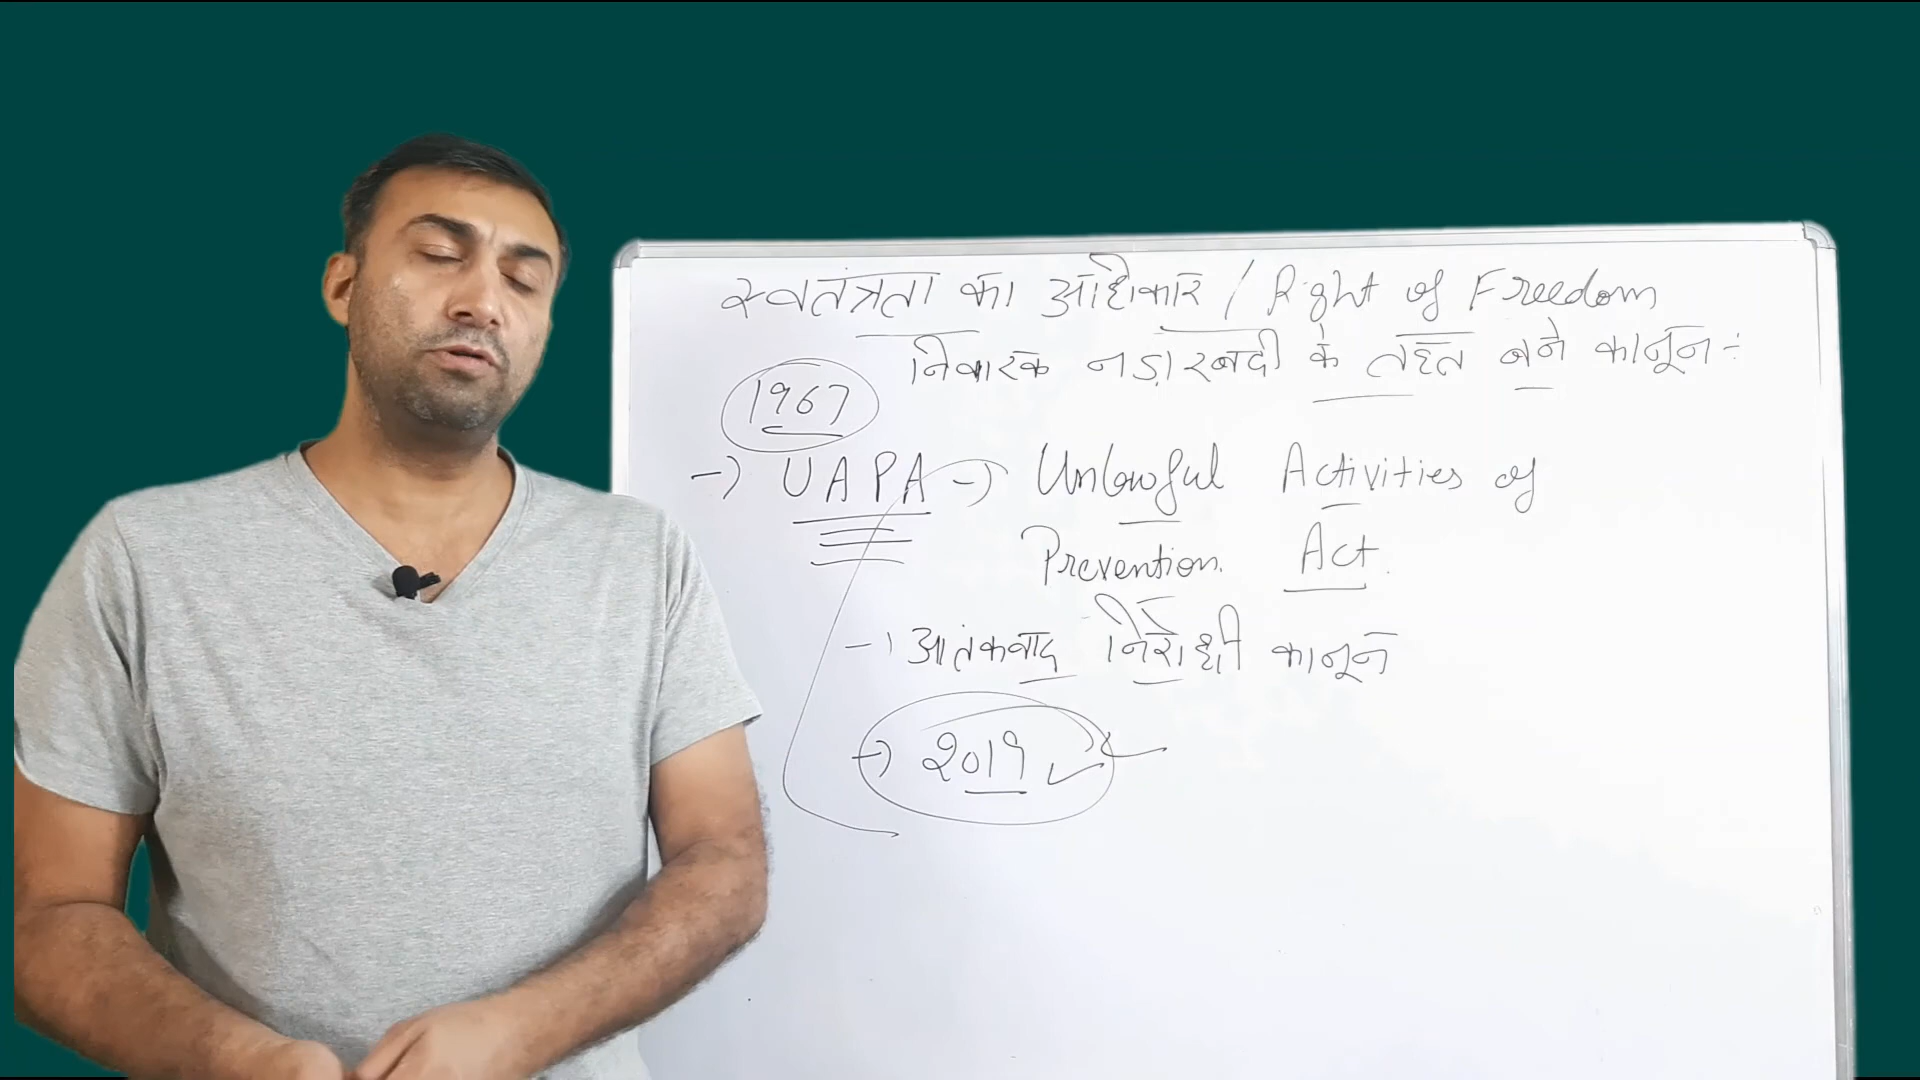 स्वतंत्रता का अधिकार / Right of Freedom
निवारक नजारबंदी के तहत बने कानून :-
1967
→ UAPA → Unlawful Activities of
Prevention. Act.
→ आतंकवाद निरोधी कानून
→ 2019 ✓